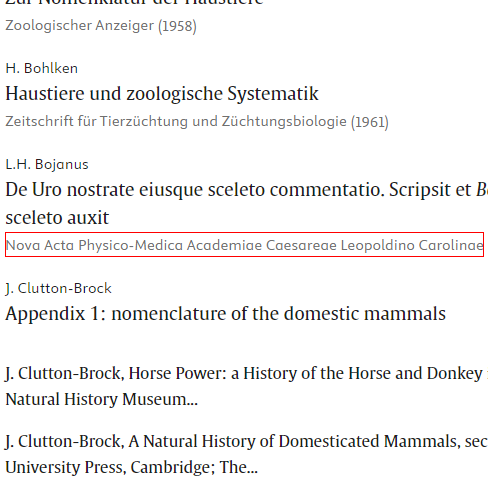 Zur Nomenklatur der Haustiere
Zoologischer Anzeiger (1958)
H. Bohlken
Haustiere und zoologische Systematik
Zeitschrift für Tierzüchtung und Züchtungsbiologie (1961)
L.H. Bojanus
De Uro nostrate eiusque sceleto commentatio. Scripsit et
sceleto auxit
Nova Acta Physico-Medica Academiae Caesareae Leopoldino Carolinae
J. Clutton-Brock
Appendix 1: nomenclature of the domestic mammals
J. Clutton-Brock, Horse Power: a History of the Horse and Donkey
Natural History Museum...
J. Clutton-Brock, A Natural History of Domesticated Mammals, sec
University Press, Cambridge; The...